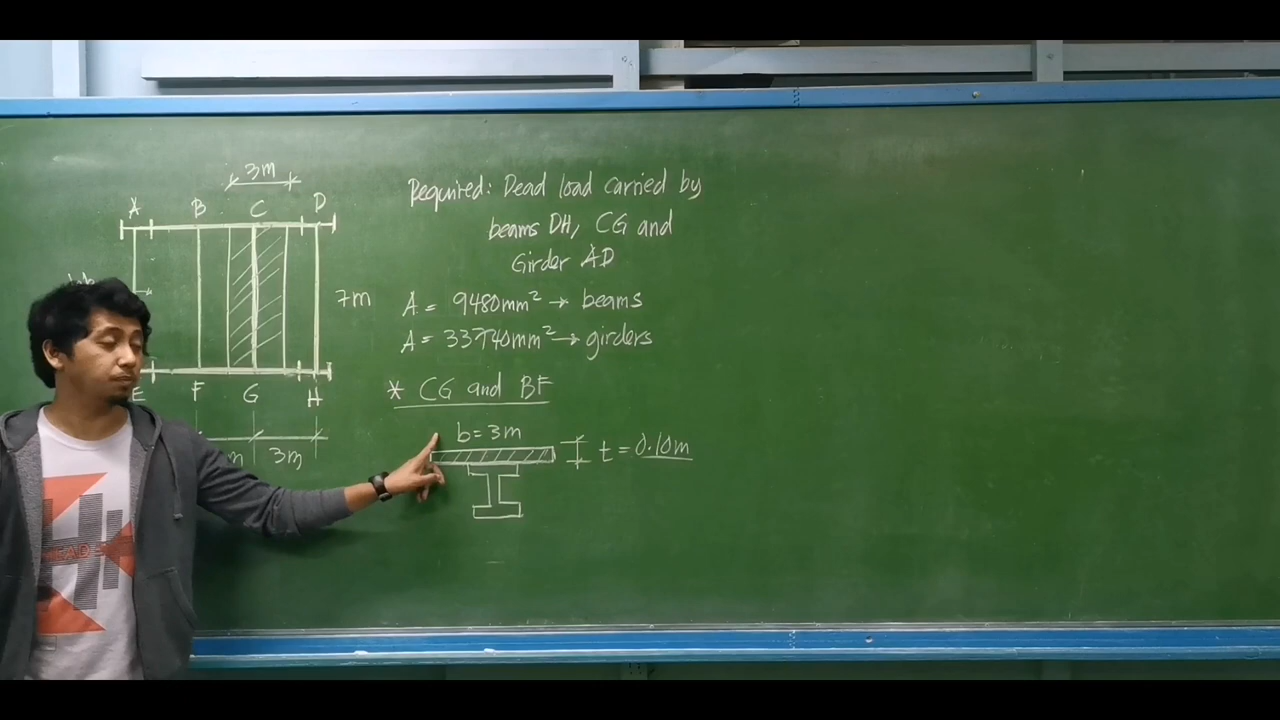 3m
A B C D
7m
E F G H
m 3m
Required: Dead load carried by
beams DH, CG and
Girder AD
A = 9480mm² → beams
A = 33740mm² → girders
* CG and BF
b = 3m
t = 0.10m